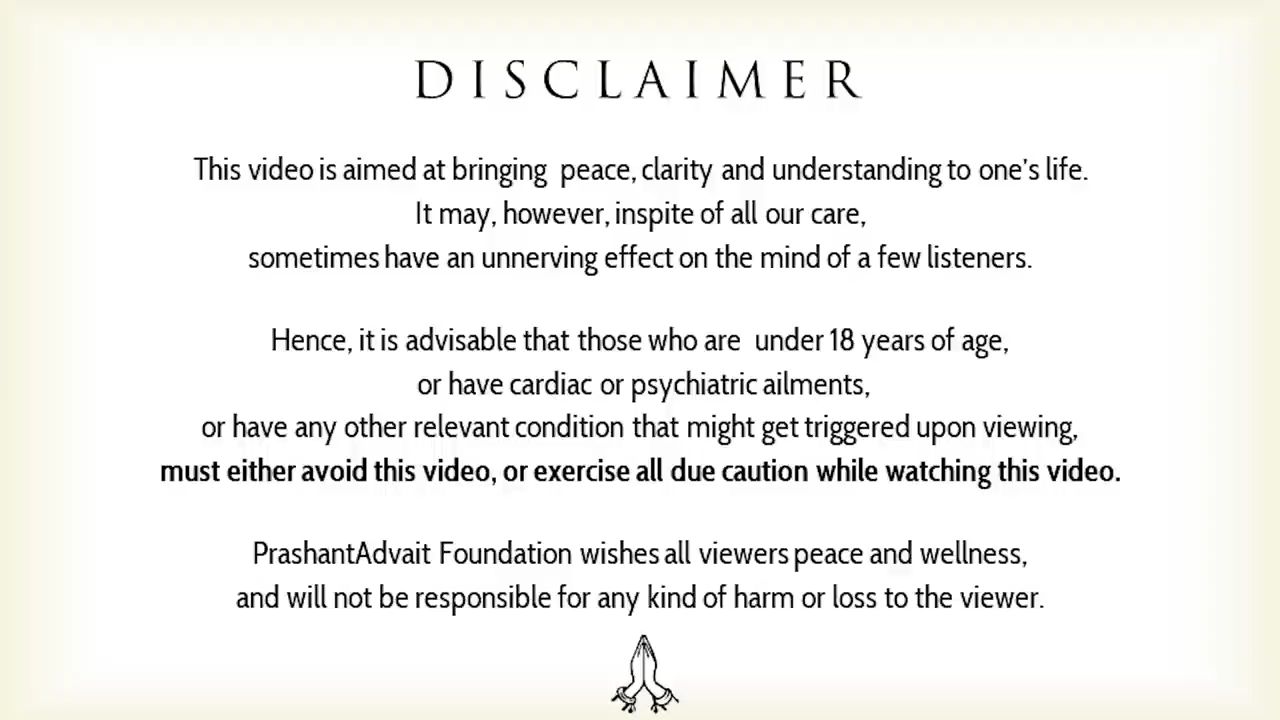 DISCLAIMER
This video is aimed at bringing peace, clarity and understanding to one's life.
It may, however, inspite of all our care,
sometimes have an unnerving effect on the mind of a few listeners.
Hence, it is advisable that those who are under 18 years of age,
or have cardiac or psychiatric ailments,
or have any other relevant condition that might get triggered upon viewing,
must either avoid this video, or exercise all due caution while watching this video.
PrashantAdvait Foundation wishes all viewers peace and wellness,
and will not be responsible for any kind of harm or loss to the viewer.